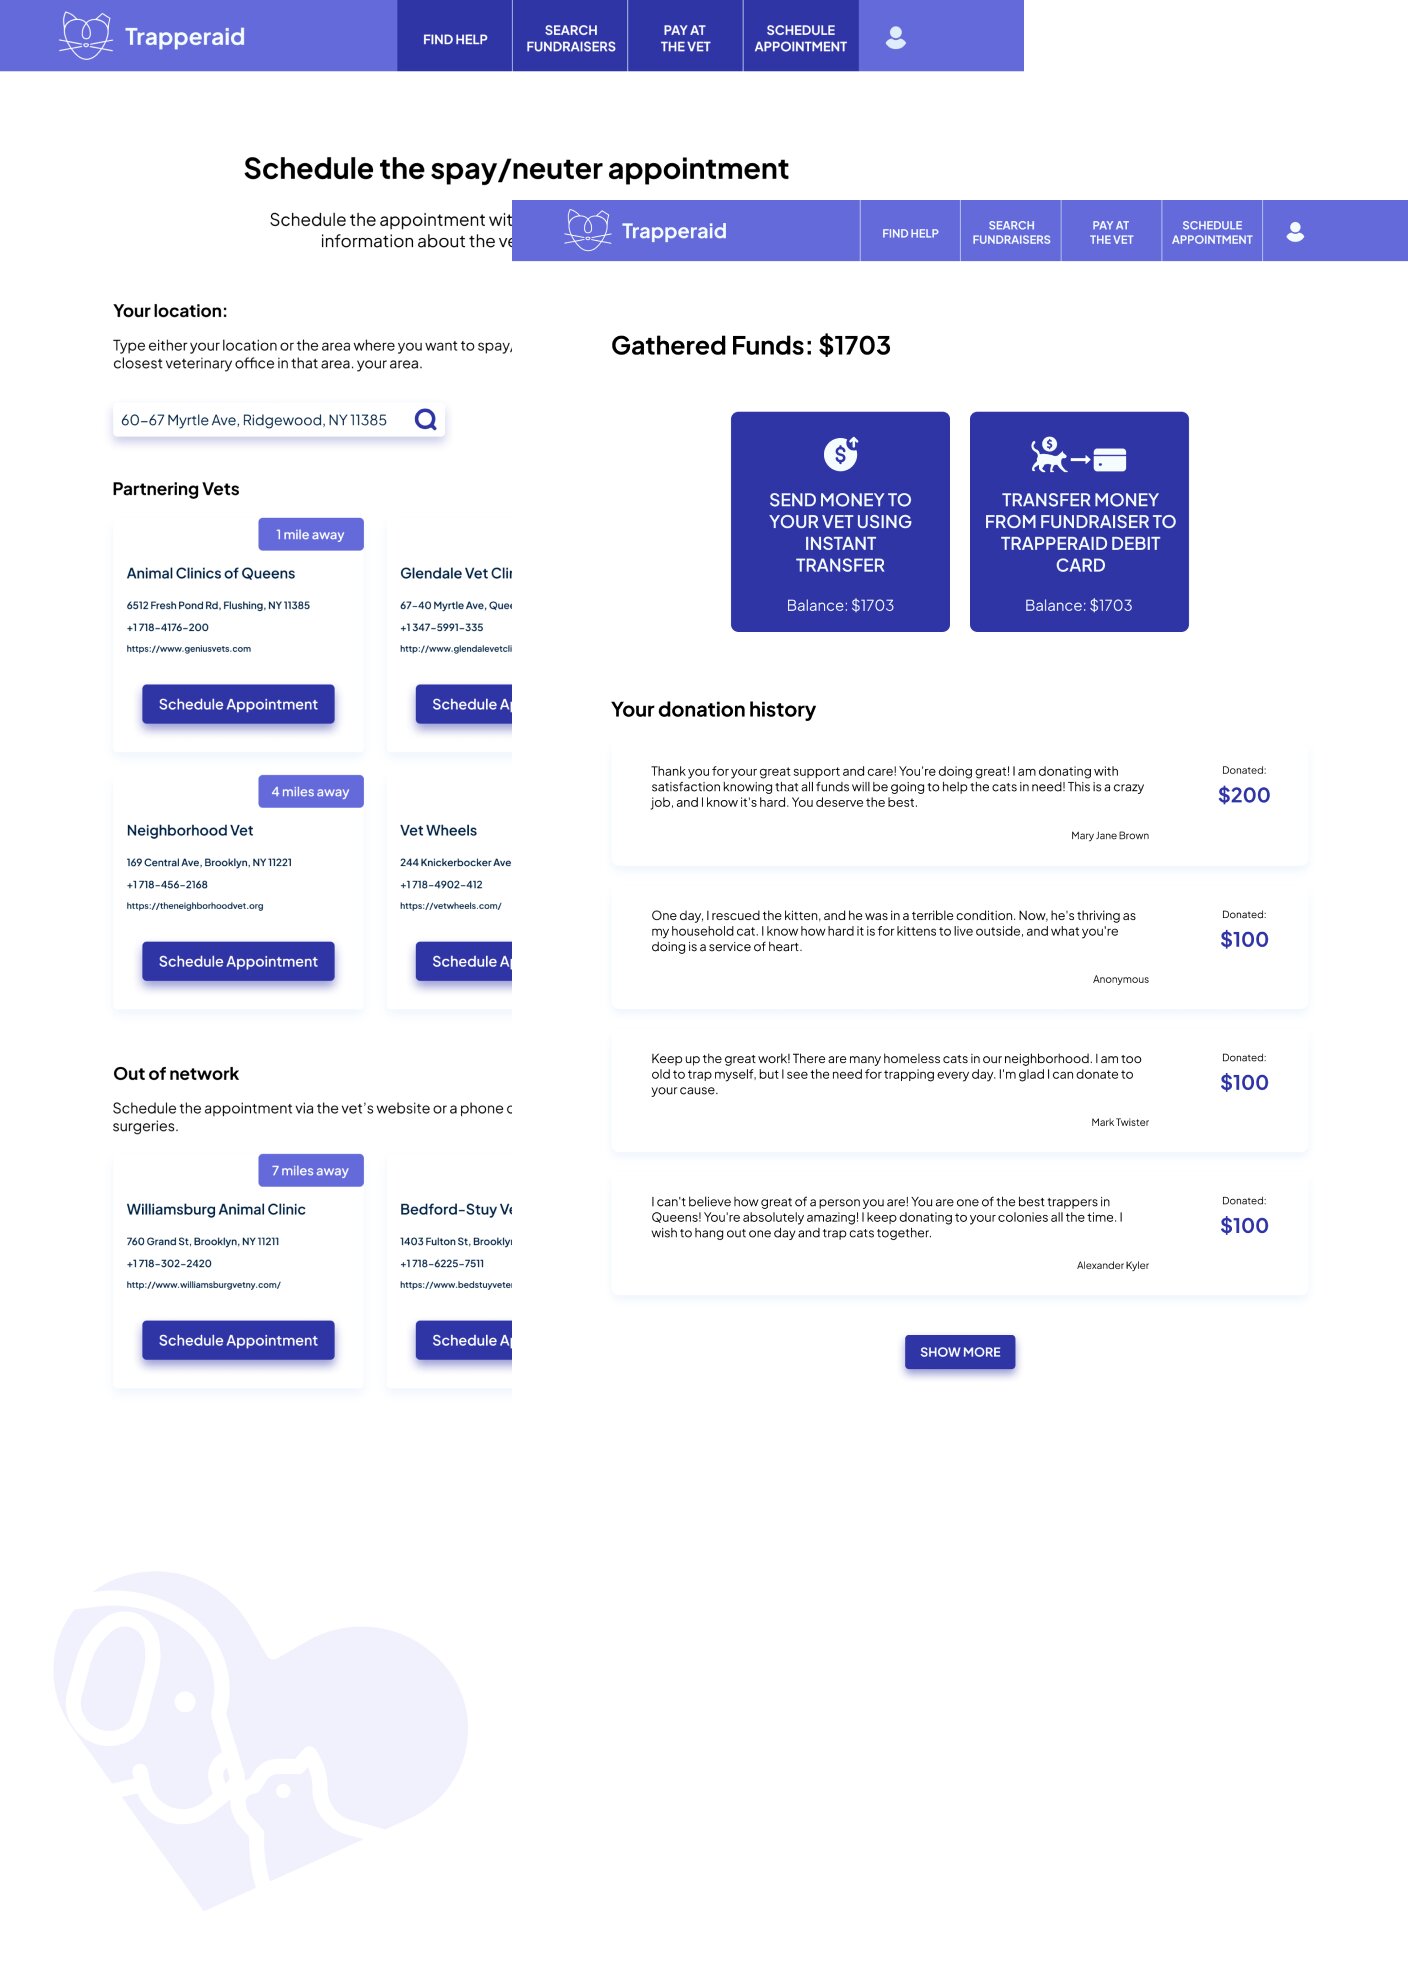 Trapperaid
FIND HELP
SEARCH
FUNDRAISERS
PAY AT
THE VET
SCHEDULE
APPOINTMENT
Schedule the spay/neuter appointment
Schedule the appointment wit
information about the ve
Your location:
Type either your location or the area where you want to spay,
closest veterinary office in that area. your area.
60-67 Myrtle Ave, Ridgewood, NY 11385
Partnering Vets
1 mile away
Animal Clinics of Queens
6512 Fresh Pond Rd, Flushing, NY 11385
+1 718-4176-200
https://www.geniusvets.com
Schedule Appointment
Glendale Vet Clin
67-40 Myrtle Ave, Quee
+1 347-5991-335
http://www.glendalevetcli
Schedule Ap
4 miles away
Neighborhood Vet
169 Central Ave, Brooklyn, NY 11221
+1 718-456-2168
https://theneighborhoodvet.org
Schedule Appointment
Vet Wheels
244 Knickerbocker Ave
+1 718-4902-412
https://vetwheels.com/
Schedule Ap
Out of network
Schedule the appointment via the vet's website or a phone c
surgeries.
7 miles away
Williamsburg Animal Clinic
760 Grand St, Brooklyn, NY 11211
+1 718-302-2420
http://www.williamsburgvetny.com/
Schedule Appointment
Bedford-Stuy Ve
1403 Fulton St, Brooklyn
+1 718-6225-7511
https://www.bedstuyveter
Schedule Ap
Trapperaid
FIND HELP
SEARCH
FUNDRAISERS
PAY AT
THE VET
SCHEDULE
APPOINTMENT
Gathered Funds: $1703
SEND MONEY TO
YOUR VET USING
INSTANT
TRANSFER
Balance: $1703
TRANSFER MONEY
FROM FUNDRAISER TO
TRAPPERAID DEBIT
CARD
Balance: $1703
Your donation history
Thank you for your great support and care! You're doing great! I am donating with
satisfaction knowing that all funds will be going to help the cats in need! This is a crazy
job, and I know it's hard. You deserve the best.
Mary Jane Brown
Donated:
$200
One day, I rescued the kitten, and he was in a terrible condition. Now, he's thriving as
my household cat. I know how hard it is for kittens to live outside, and what you're
doing is a service of heart.
Anonymous
Donated:
$100
Keep up the great work! There are many homeless cats in our neighborhood. I am too
old to trap myself, but I see the need for trapping every day. I'm glad I can donate to
your cause.
Mark Twister
Donated:
$100
I can't believe how great of a person you are! You are one of the best trappers in
Queens! You're absolutely amazing! I keep donating to your colonies all the time. I
wish to hang out one day and trap cats together.
Alexander Kyler
Donated:
$100
SHOW MORE